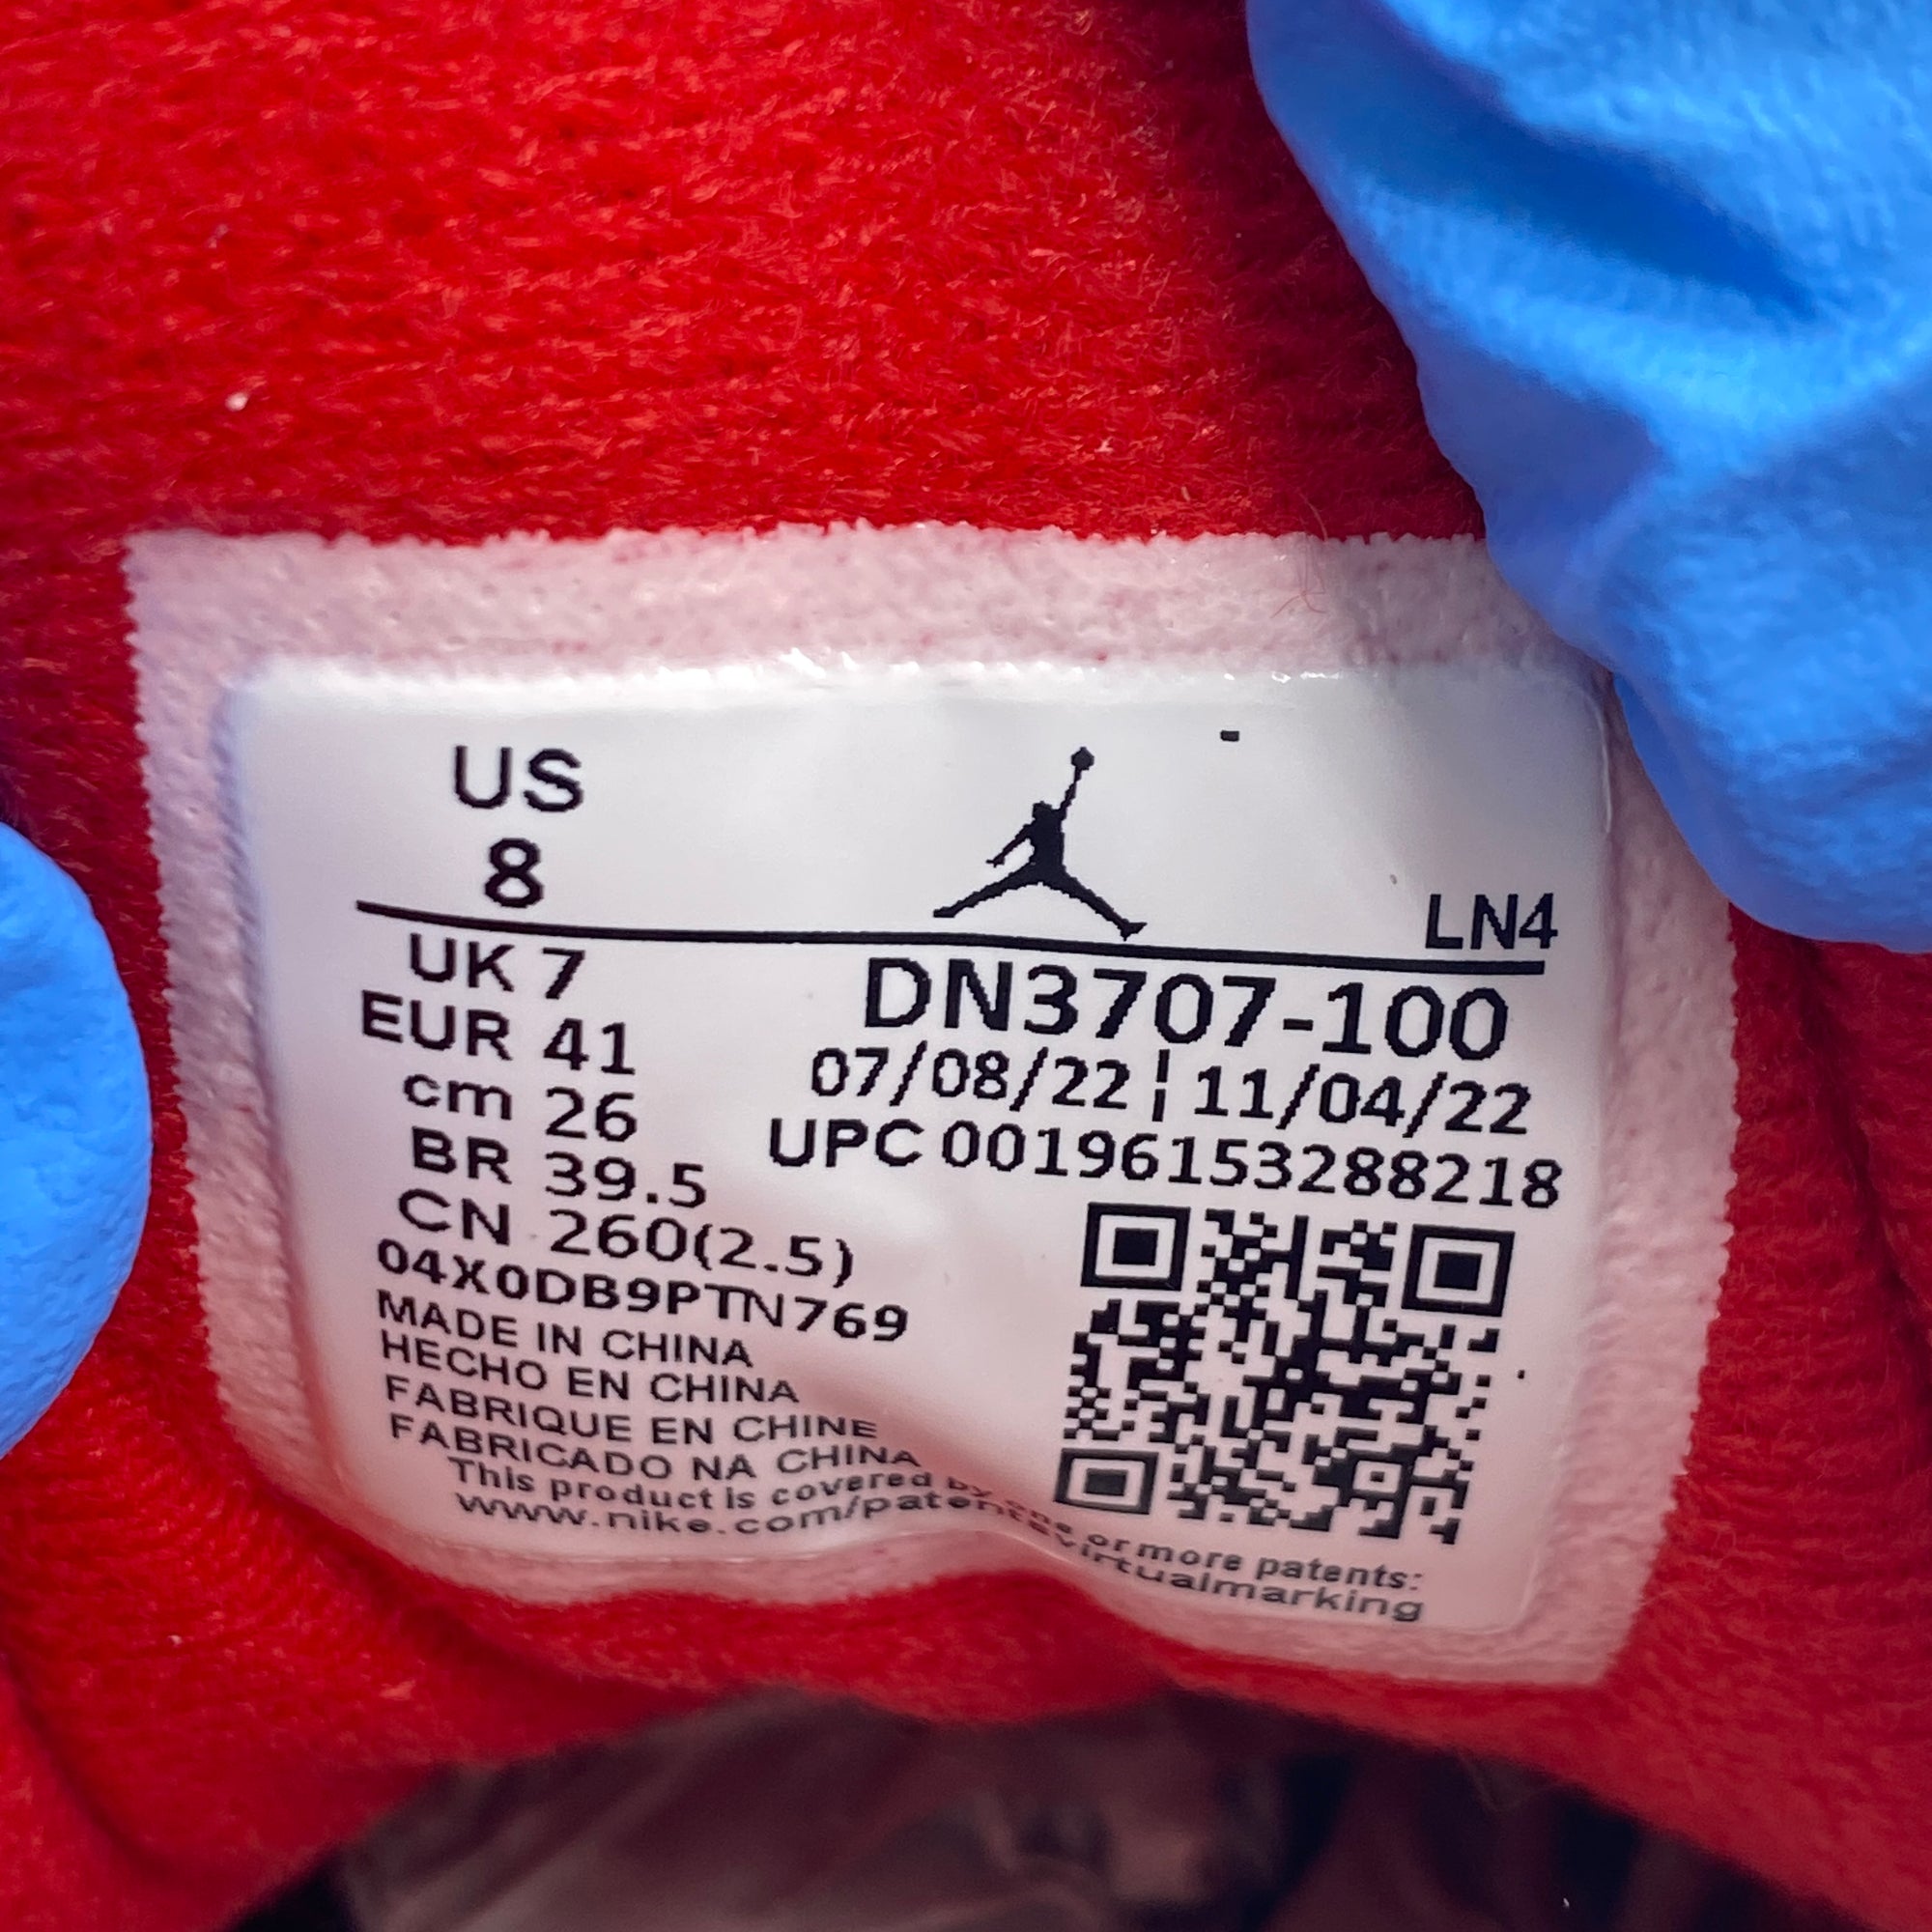 US
8
LN4
UK 7
EUR 41
cm 26
BR 39.5
CN 260(2.5)
DN3707-100
07/08/22 ¦ 11/04/22
UPC 00196153288218
04X0DB9PTN769
MADE IN CHINA
HECHO EN CHINA
FABRIQUE EN CHINE
FABRICADO NA CHINA
This product is covered by one or more patents:
www.nike.com/patentsvirtualmarking